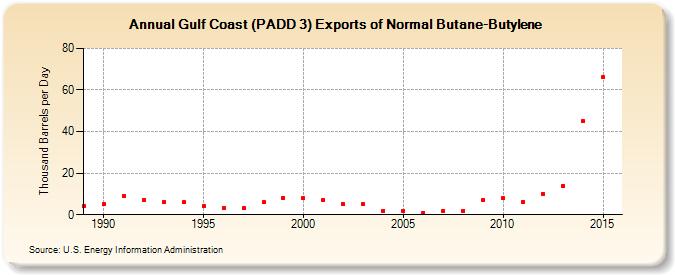 Annual Gulf Coast (PADD 3) Exports of Normal Butane-Butylene
Thousand Barrels per Day
80
60
40
20
0
1990 1995 2000 2005 2010 2015
Source: U.S. Energy Information Administration